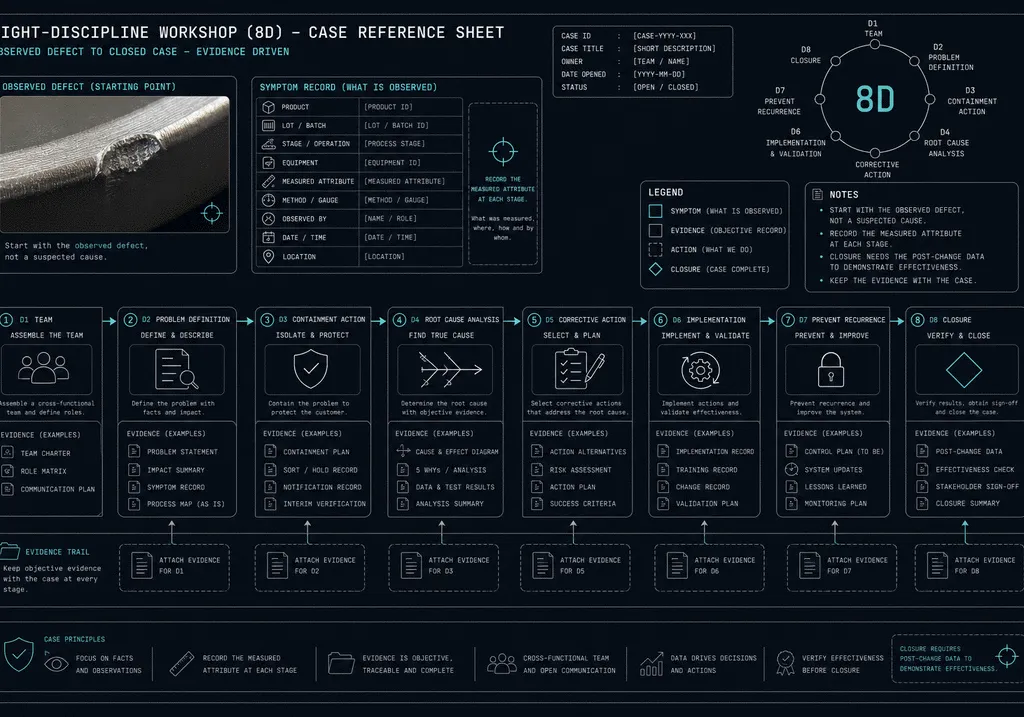 IGHT-DISCIPLINE WORKSHOP (8D) – CASE REFERENCE SHEET
OBSERVED DEFECT TO CLOSED CASE – EVIDENCE DRIVEN
CASE ID : [CASE-YYYY-XXX]
CASE TITLE : [SHORT DESCRIPTION]
OWNER : [TEAM / NAME]
DATE OPENED : [YYYY-MM-DD]
STATUS : [OPEN / CLOSED]
8D
D1
TEAM
D2
PROBLEM
DEFINITION
D3
CONTAINMENT
ACTION
D4
ROOT CAUSE
ANALYSIS
CORRECTIVE
ACTION
D6
IMPLEMENTATION
& VALIDATION
D7
PREVENT
RECURRENCE
D8
CLOSURE
OBSERVED DEFECT (STARTING POINT)
Start with the observed defect,
not a suspected cause.
SYMPTOM RECORD (WHAT IS OBSERVED)
PRODUCT [PRODUCT ID]
LOT / BATCH [LOT / BATCH ID]
STAGE / OPERATION [PROCESS STAGE]
EQUIPMENT [EQUIPMENT ID]
MEASURED ATTRIBUTE [MEASURED ATTRIBUTE]
METHOD / GAUGE [METHOD / GAUGE]
OBSERVED BY [NAME / ROLE]
DATE / TIME [DATE / TIME]
LOCATION [LOCATION]
RECORD THE
MEASURED ATTRIBUTE
AT EACH STAGE.
What was measured,
where, how and by
whom.
LEGEND
SYMPTOM (WHAT IS OBSERVED)
EVIDENCE (OBJECTIVE RECORD)
ACTION (WHAT WE DO)
CLOSURE (CASE COMPLETE)
NOTES
• START WITH THE OBSERVED DEFECT,
NOT A SUSPECTED CAUSE.
• RECORD THE MEASURED ATTRIBUTE
AT EACH STAGE.
• CLOSURE NEEDS THE POST-CHANGE DATA
TO DEMONSTRATE EFFECTIVENESS.
• KEEP THE EVIDENCE WITH THE CASE.
1 D1 TEAM
ASSEMBLE THE TEAM
Assemble a cross-functional
team and define roles.
EVIDENCE (EXAMPLES)
TEAM CHARTER
ROLE MATRIX
COMMUNICATION PLAN
2 D2 PROBLEM DEFINITION
DEFINE & DESCRIBE
Define the problem with
facts and impact.
EVIDENCE (EXAMPLES)
PROBLEM STATEMENT
IMPACT SUMMARY
SYMPTOM RECORD
PROCESS MAP (AS IS)
3 D3 CONTAINMENT ACTION
ISOLATE & PROTECT
Contain the problem to
protect the customer.
EVIDENCE (EXAMPLES)
CONTAINMENT PLAN
SORT / HOLD RECORD
NOTIFICATION RECORD
INTERIM VERIFICATION
4 D4 ROOT CAUSE ANALYSIS
FIND TRUE CAUSE
Determine the root cause
with objective evidence.
EVIDENCE (EXAMPLES)
CAUSE & EFFECT DIAGRAM
5 WHYs / ANALYSIS
DATA & TEST RESULTS
ANALYSIS SUMMARY
5 D5 CORRECTIVE ACTION
SELECT & PLAN
Select corrective actions
that address the root cause.
EVIDENCE (EXAMPLES)
ACTION ALTERNATIVES
RISK ASSESSMENT
ACTION PLAN
SUCCESS CRITERIA
6 D6 IMPLEMENTATION
IMPLEMENT & VALIDATE
Implement actions and
validate effectiveness.
EVIDENCE (EXAMPLES)
IMPLEMENTATION RECORD
TRAINING RECORD
CHANGE RECORD
VALIDATION PLAN
7 D7 PREVENT RECURRENCE
PREVENT & IMPROVE
Prevent recurrence and
improve the system.
EVIDENCE (EXAMPLES)
CONTROL PLAN (TO BE)
SYSTEM UPDATES
LESSONS LEARNED
MONITORING PLAN
8 D8 CLOSURE
VERIFY & CLOSE
Verify results, obtain sign-off
and close the case.
EVIDENCE (EXAMPLES)
POST-CHANGE DATA
EFFECTIVENESS CHECK
STAKEHOLDER SIGN-OFF
CLOSURE SUMMARY
EVIDENCE TRAIL
Keep objective evidence
with the case at every
stage.
ATTACH EVIDENCE
FOR D1
ATTACH EVIDENCE
FOR D2
ATTACH EVIDENCE
FOR D3
ATTACH EVIDENCE
FOR D5
ATTACH EVIDENCE
FOR D6
ATTACH EVIDENCE
FOR D7
ATTACH EVIDENCE
FOR D8
CASE PRINCIPLES
FOCUS ON FACTS
AND OBSERVATIONS
RECORD THE MEASURED
ATTRIBUTE AT EACH STAGE
EVIDENCE IS OBJECTIVE,
TRACEABLE AND COMPLETE
CROSS-FUNCTIONAL TEAM
AND OPEN COMMUNICATION
DATA DRIVES DECISIONS
AND ACTIONS
VERIFY EFFECTIVENESS
BEFORE CLOSURE
CLOSURE REQUIRES
POST-CHANGE DATA TO
DEMONSTRATE EFFECTIVENESS.